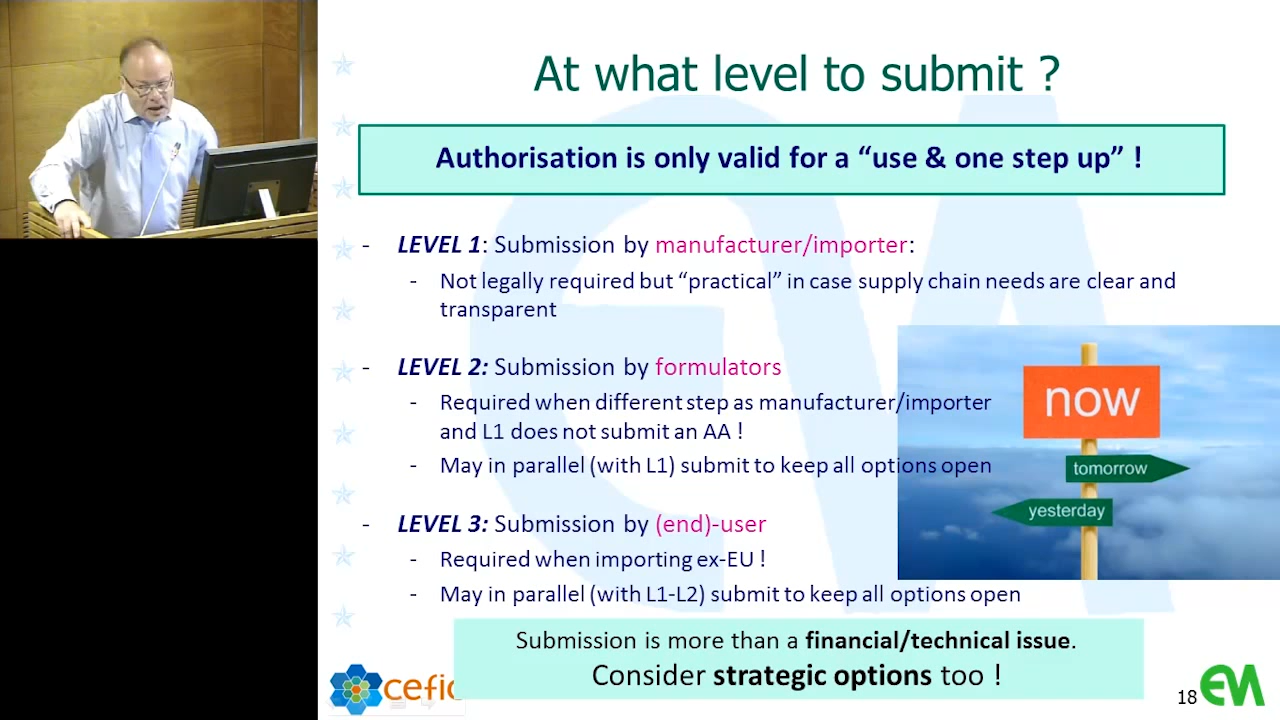 At what level to submit ?
Authorisation is only valid for a “use & one step up” !
- LEVEL 1: Submission by manufacturer/importer:
- Not legally required but “practical” in case supply chain needs are clear and
transparent
- LEVEL 2: Submission by formulators
- Required when different step as manufacturer/importer
and L1 does not submit an AA !
- May in parallel (with L1) submit to keep all options open
now
tomorrow
yesterday
- LEVEL 3: Submission by (end)-user
- Required when importing ex-EU !
- May in parallel (with L1-L2) submit to keep all options open
Submission is more than a financial/technical issue.
Consider strategic options too !
cefic
18